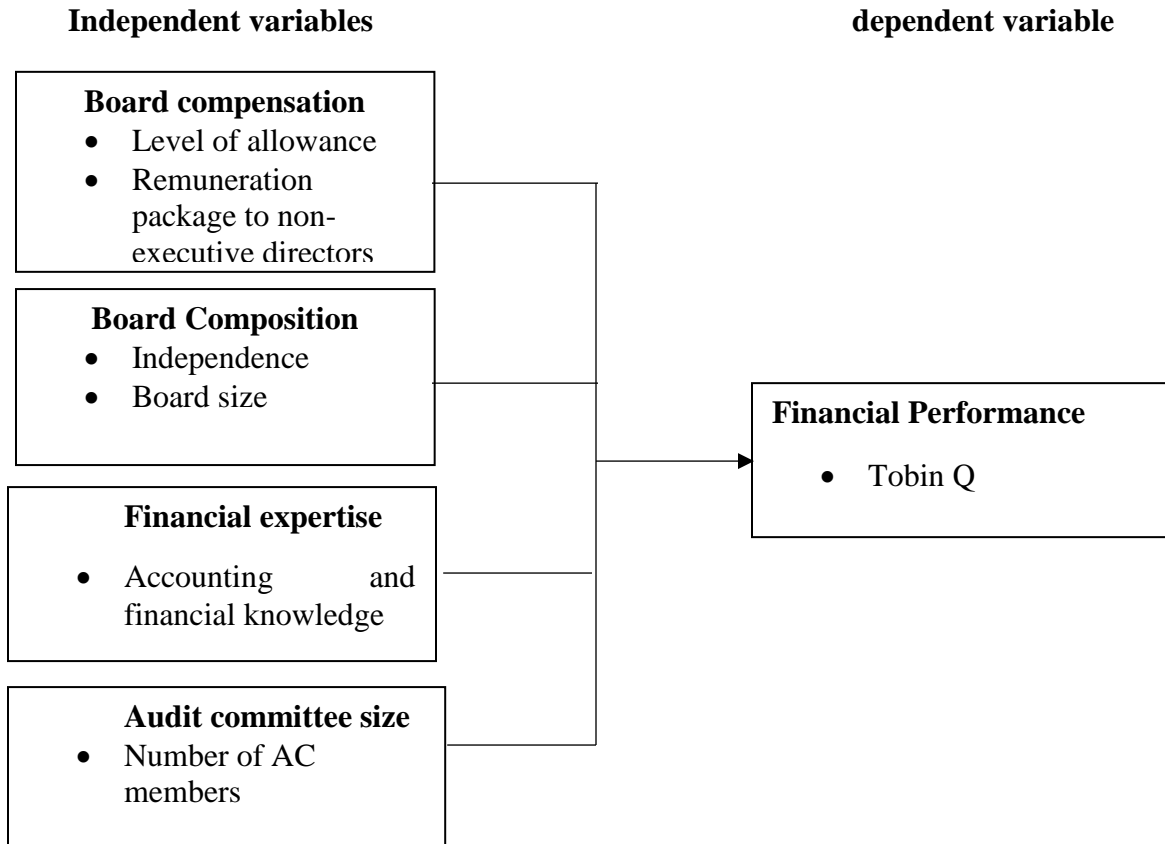 Independent variables
dependent variable
Board compensation
• Level of allowance
• Remuneration
package to non-
executive directors
Board Composition
• Independence
• Board size
Financial expertise
• Accounting and
financial knowledge
Audit committee size
• Number of AC
members
Financial Performance
• Tobin Q